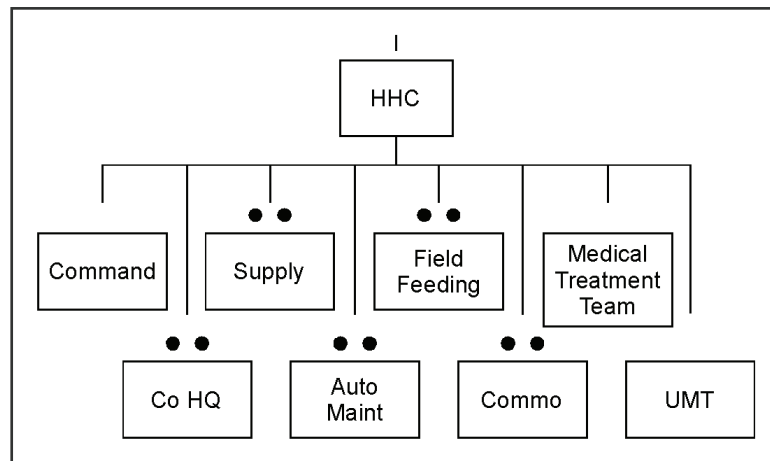 HHC
Command
Supply
Field
Feeding
Medical
Treatment
Team
Co HQ
Auto
Maint
Commo
UMT